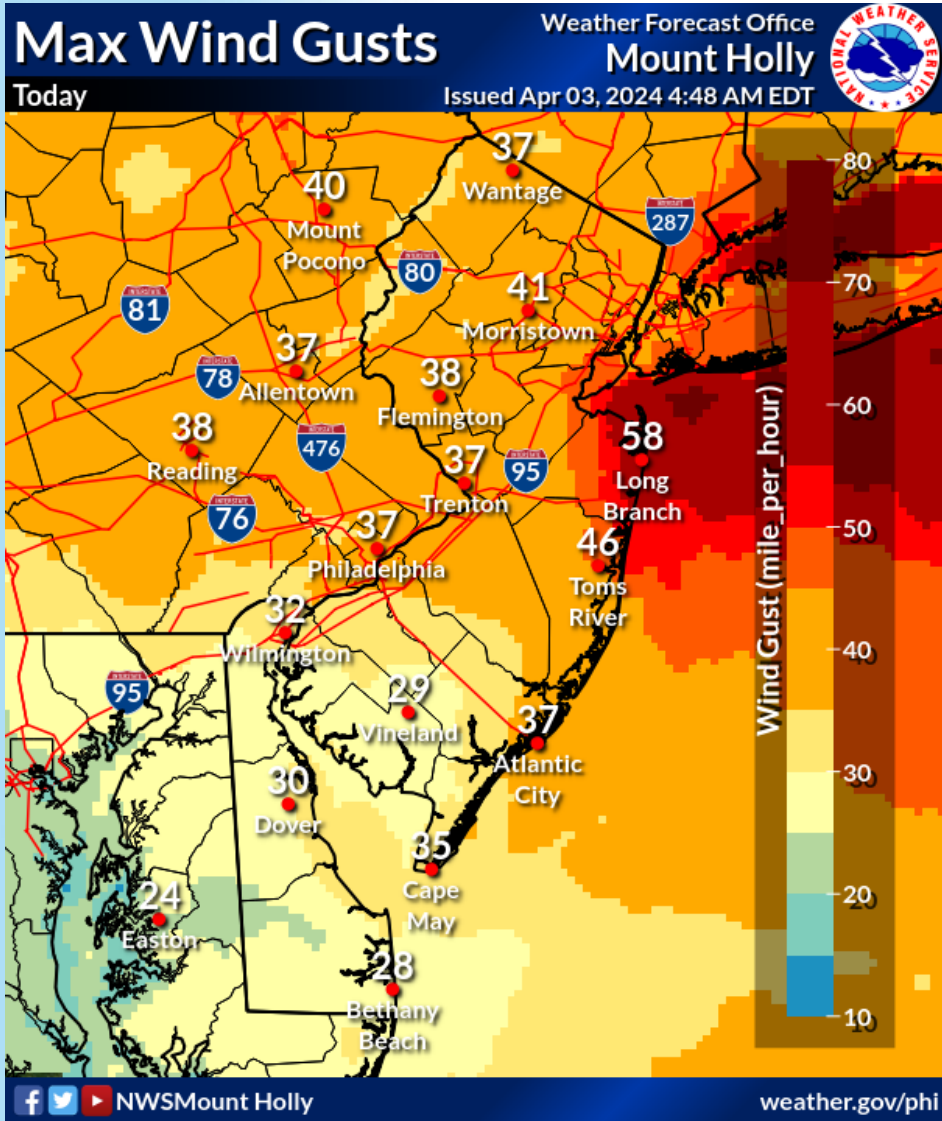 Max Wind Gusts
Today
Weather Forecast Office
Mount Holly
Issued Apr 03, 2024 4:48 AM EDT
NATIONAL WEATHER SERVICE
37
Wantage
40
Mount
Pocono
287
80
81
41
Morristown
37
Allentown
78
38
Flemington
38
Reading
476
37
Trenton
95
58
Long
Branch
76
37
Philadelphia
46
Toms
River
32
Wilmington
95
29
Vineland
37
Atlantic
City
30
Dover
35
Cape
May
24
Easton
28
Bethany
Beach
Wind Gust (mile_per_hour)
80
70
60
50
40
30
20
10
NWSMount Holly
weather.gov/phi